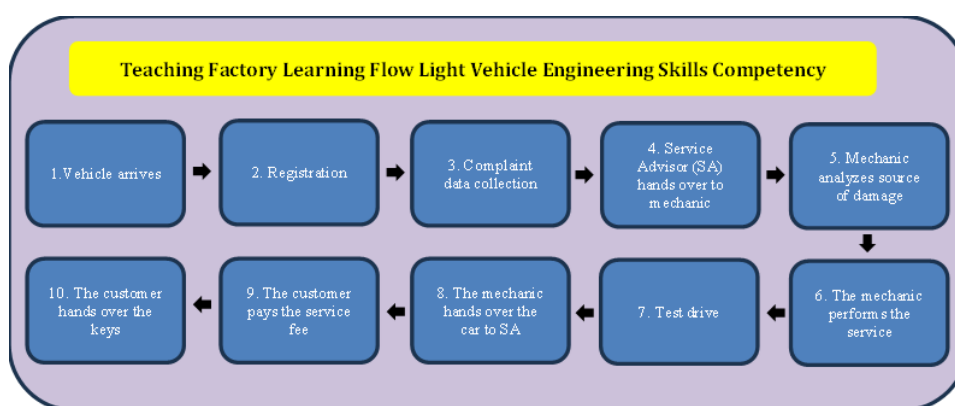 Teaching Factory Learning Flow Light Vehicle Engineering Skills Competency
1.Vehicle arrives
2. Registration
3. Complaint
data collection
4. Service
Advisor (SA)
hands over to
mechanic
5. Mechanic
analyzes source
of damage
6. The mechanic
performs the
service
7. Test drive
8. The mechanic
hands over the
car to SA
9. The customer
pays the service
fee
10. The customer
hands over the
keys